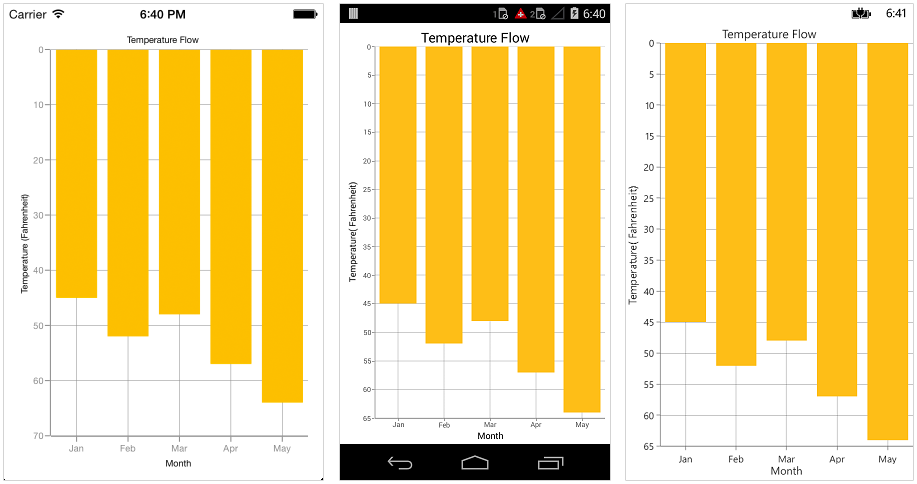 Carrier 6:40 PM
Temperature Flow
0
10
20
30
40
50
60
70
Temperature (Fahrenheit)
Jan Feb Mar Apr May
Month
1 2 6:40
Temperature Flow
0
5
10
15
20
25
30
35
40
45
50
55
60
65
Temperature( Fahrenheit)
Jan Feb Mar Apr May
Month
6:41
Temperature Flow
0
5
10
15
20
25
30
35
40
45
50
55
60
65
Temperature( Fahrenheit)
Jan Feb Mar Apr May
Month